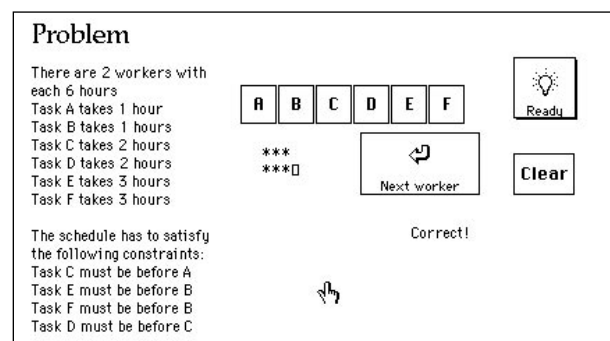 Problem
There are 2 workers with
each 6 hours
Task A takes 1 hour
Task B takes 1 hours
Task C takes 2 hours
Task D takes 2 hours
Task E takes 3 hours
Task F takes 3 hours
The schedule has to satisfy
the following constraints:
Task C must be before A
Task E must be before B
Task F must be before B
Task D must be before C
A B C D E F
***
***▯
Next worker
Correct!
Ready
Clear